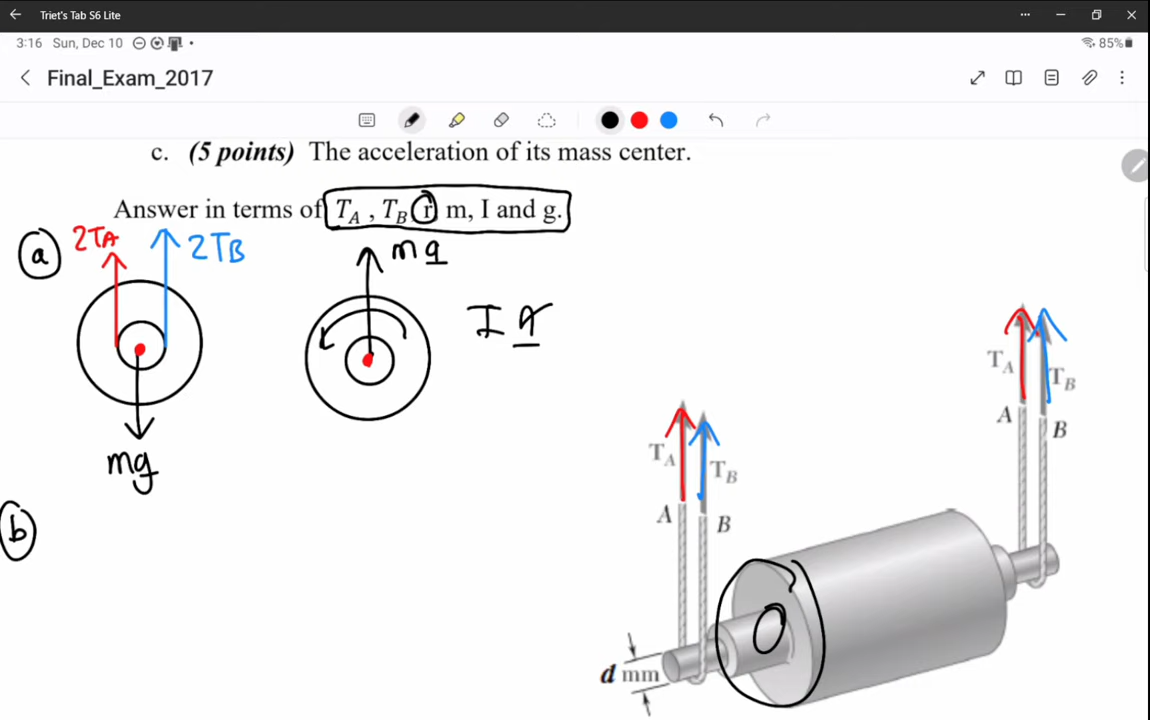 Triet's Tab S6 Lite
3:16 Sun, Dec 10 85%
Final_Exam_2017
c. (5 points) The acceleration of its mass center.
Answer in terms of T_A , T_B r m, I and g.
a
2TA
2TB
mg
ma
I α
mg
b
T_A
T_B
A
B
T_A
T_B
A
B
d mm